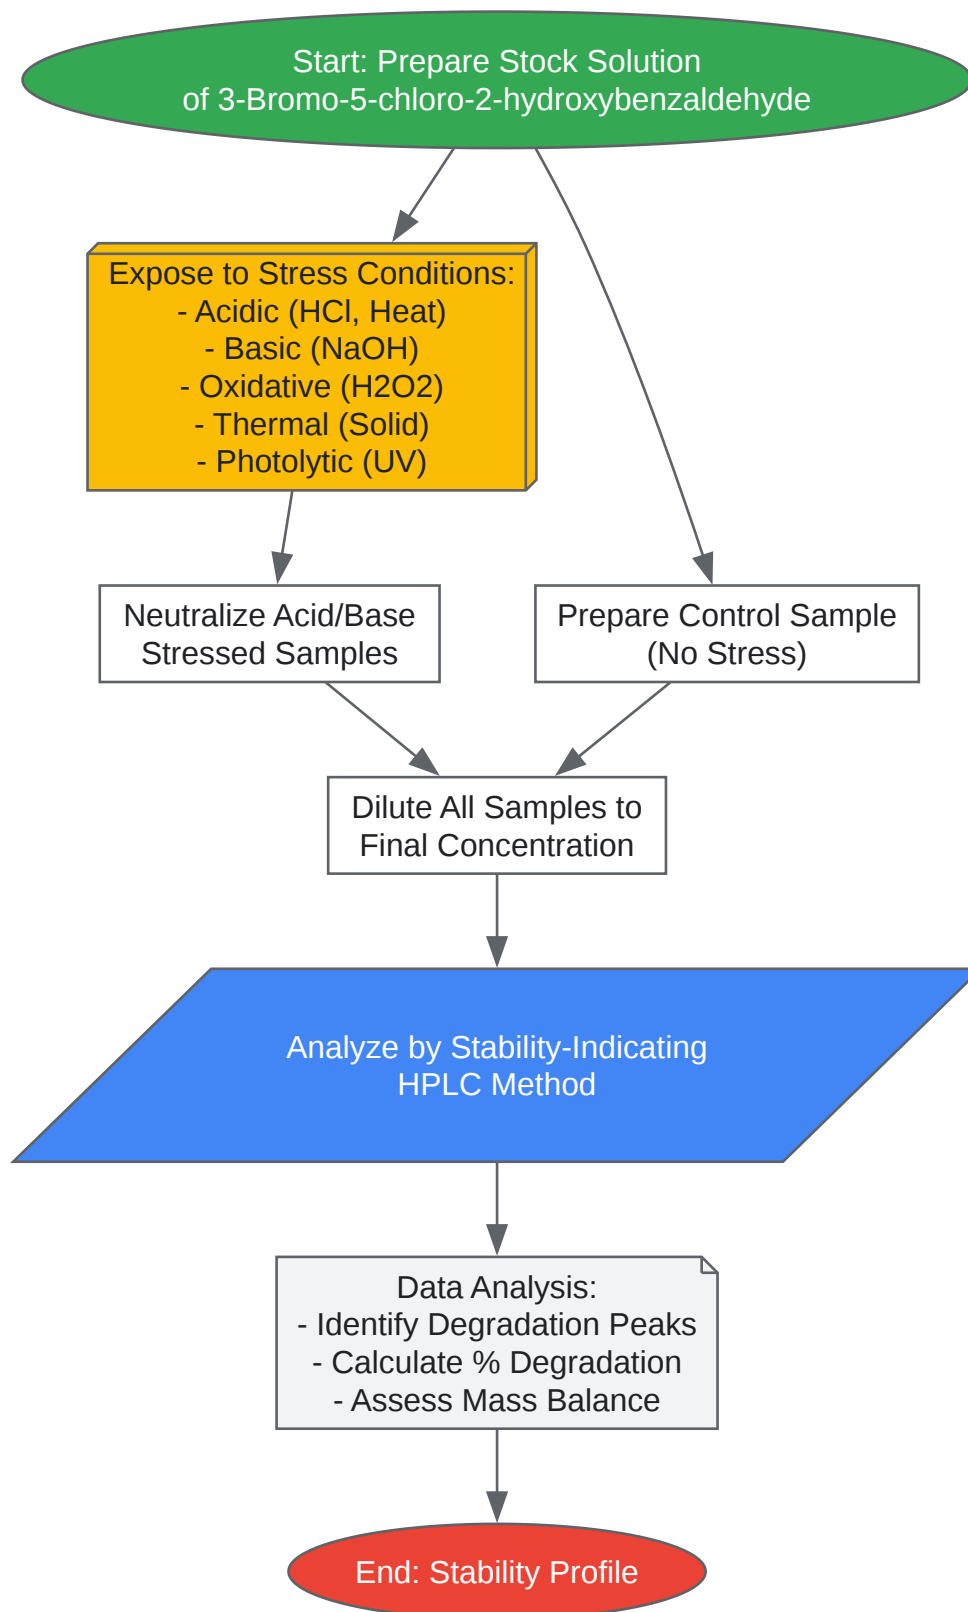 Start: Prepare Stock Solution
of 3-Bromo-5-chloro-2-hydroxybenzaldehyde
Expose to Stress Conditions:
- Acidic (HCl, Heat)
- Basic (NaOH)
- Oxidative (H2O2)
- Thermal (Solid)
- Photolytic (UV)
Neutralize Acid/Base
Stressed Samples
Prepare Control Sample
(No Stress)
Dilute All Samples to
Final Concentration
Analyze by Stability-Indicating
HPLC Method
Data Analysis:
- Identify Degradation Peaks
- Calculate % Degradation
- Assess Mass Balance
End: Stability Profile